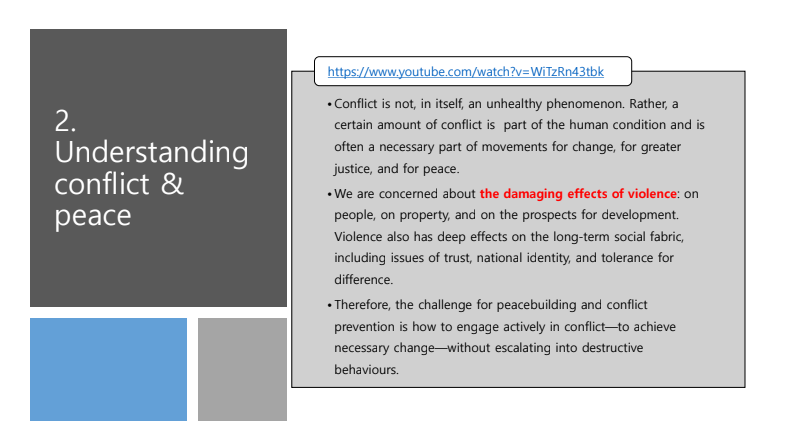 2.
Understanding
conflict &
peace
https://www.youtube.com/watch?v=WiTzRn43tbk
• Conflict is not, in itself, an unhealthy phenomenon. Rather, a
certain amount of conflict is  part of the human condition and is
often a necessary part of movements for change, for greater
justice, and for peace.
• We are concerned about the damaging effects of violence: on
people, on property, and on the prospects for development.
Violence also has deep effects on the long-term social fabric,
including issues of trust, national identity, and tolerance for
difference.
• Therefore, the challenge for peacebuilding and conflict
prevention is how to engage actively in conflict—to achieve
necessary change—without escalating into destructive
behaviours.